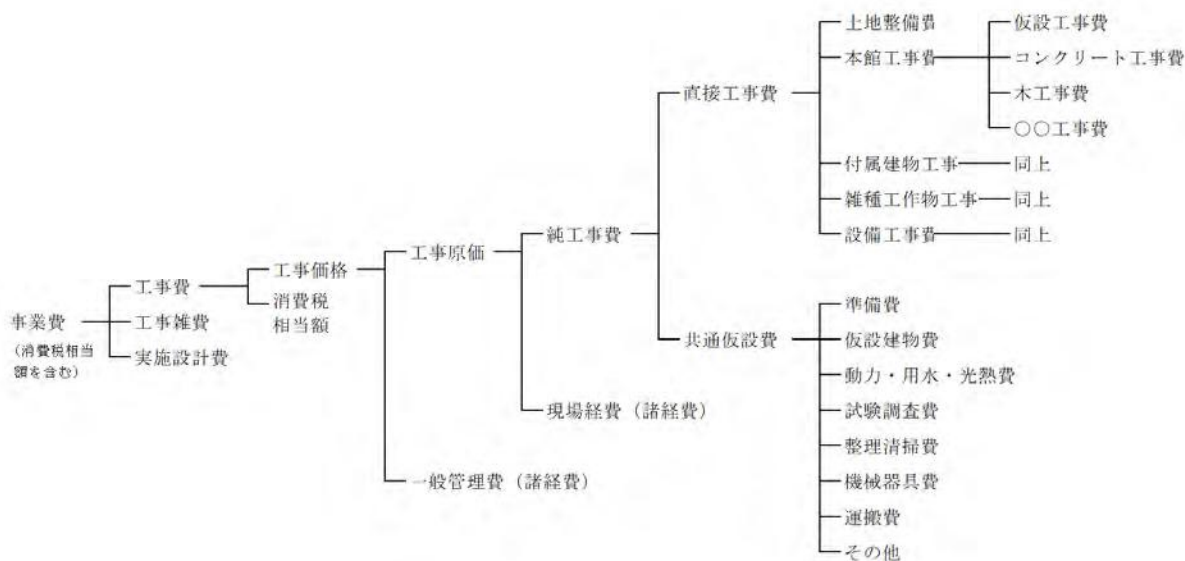 土地整備費
仮設工事費
本館工事費
コンクリート工事費
直接工事費
木工事費
〇〇工事費
付属建物工事
同上
雑種工作物工事
同上
純工事費
設備工事費
同上
工事原価
工事価格
工事費
消費税
相当額
準備費
事業費
(消費税相当
額を含む)
工事雑費
共通仮設費
仮設建物費
実施設計費
動力・用水・光熱費
現場経費(諸経費)
試験調査費
整理清掃費
一般管理費(諸経費)
機械器具費
運搬費
その他